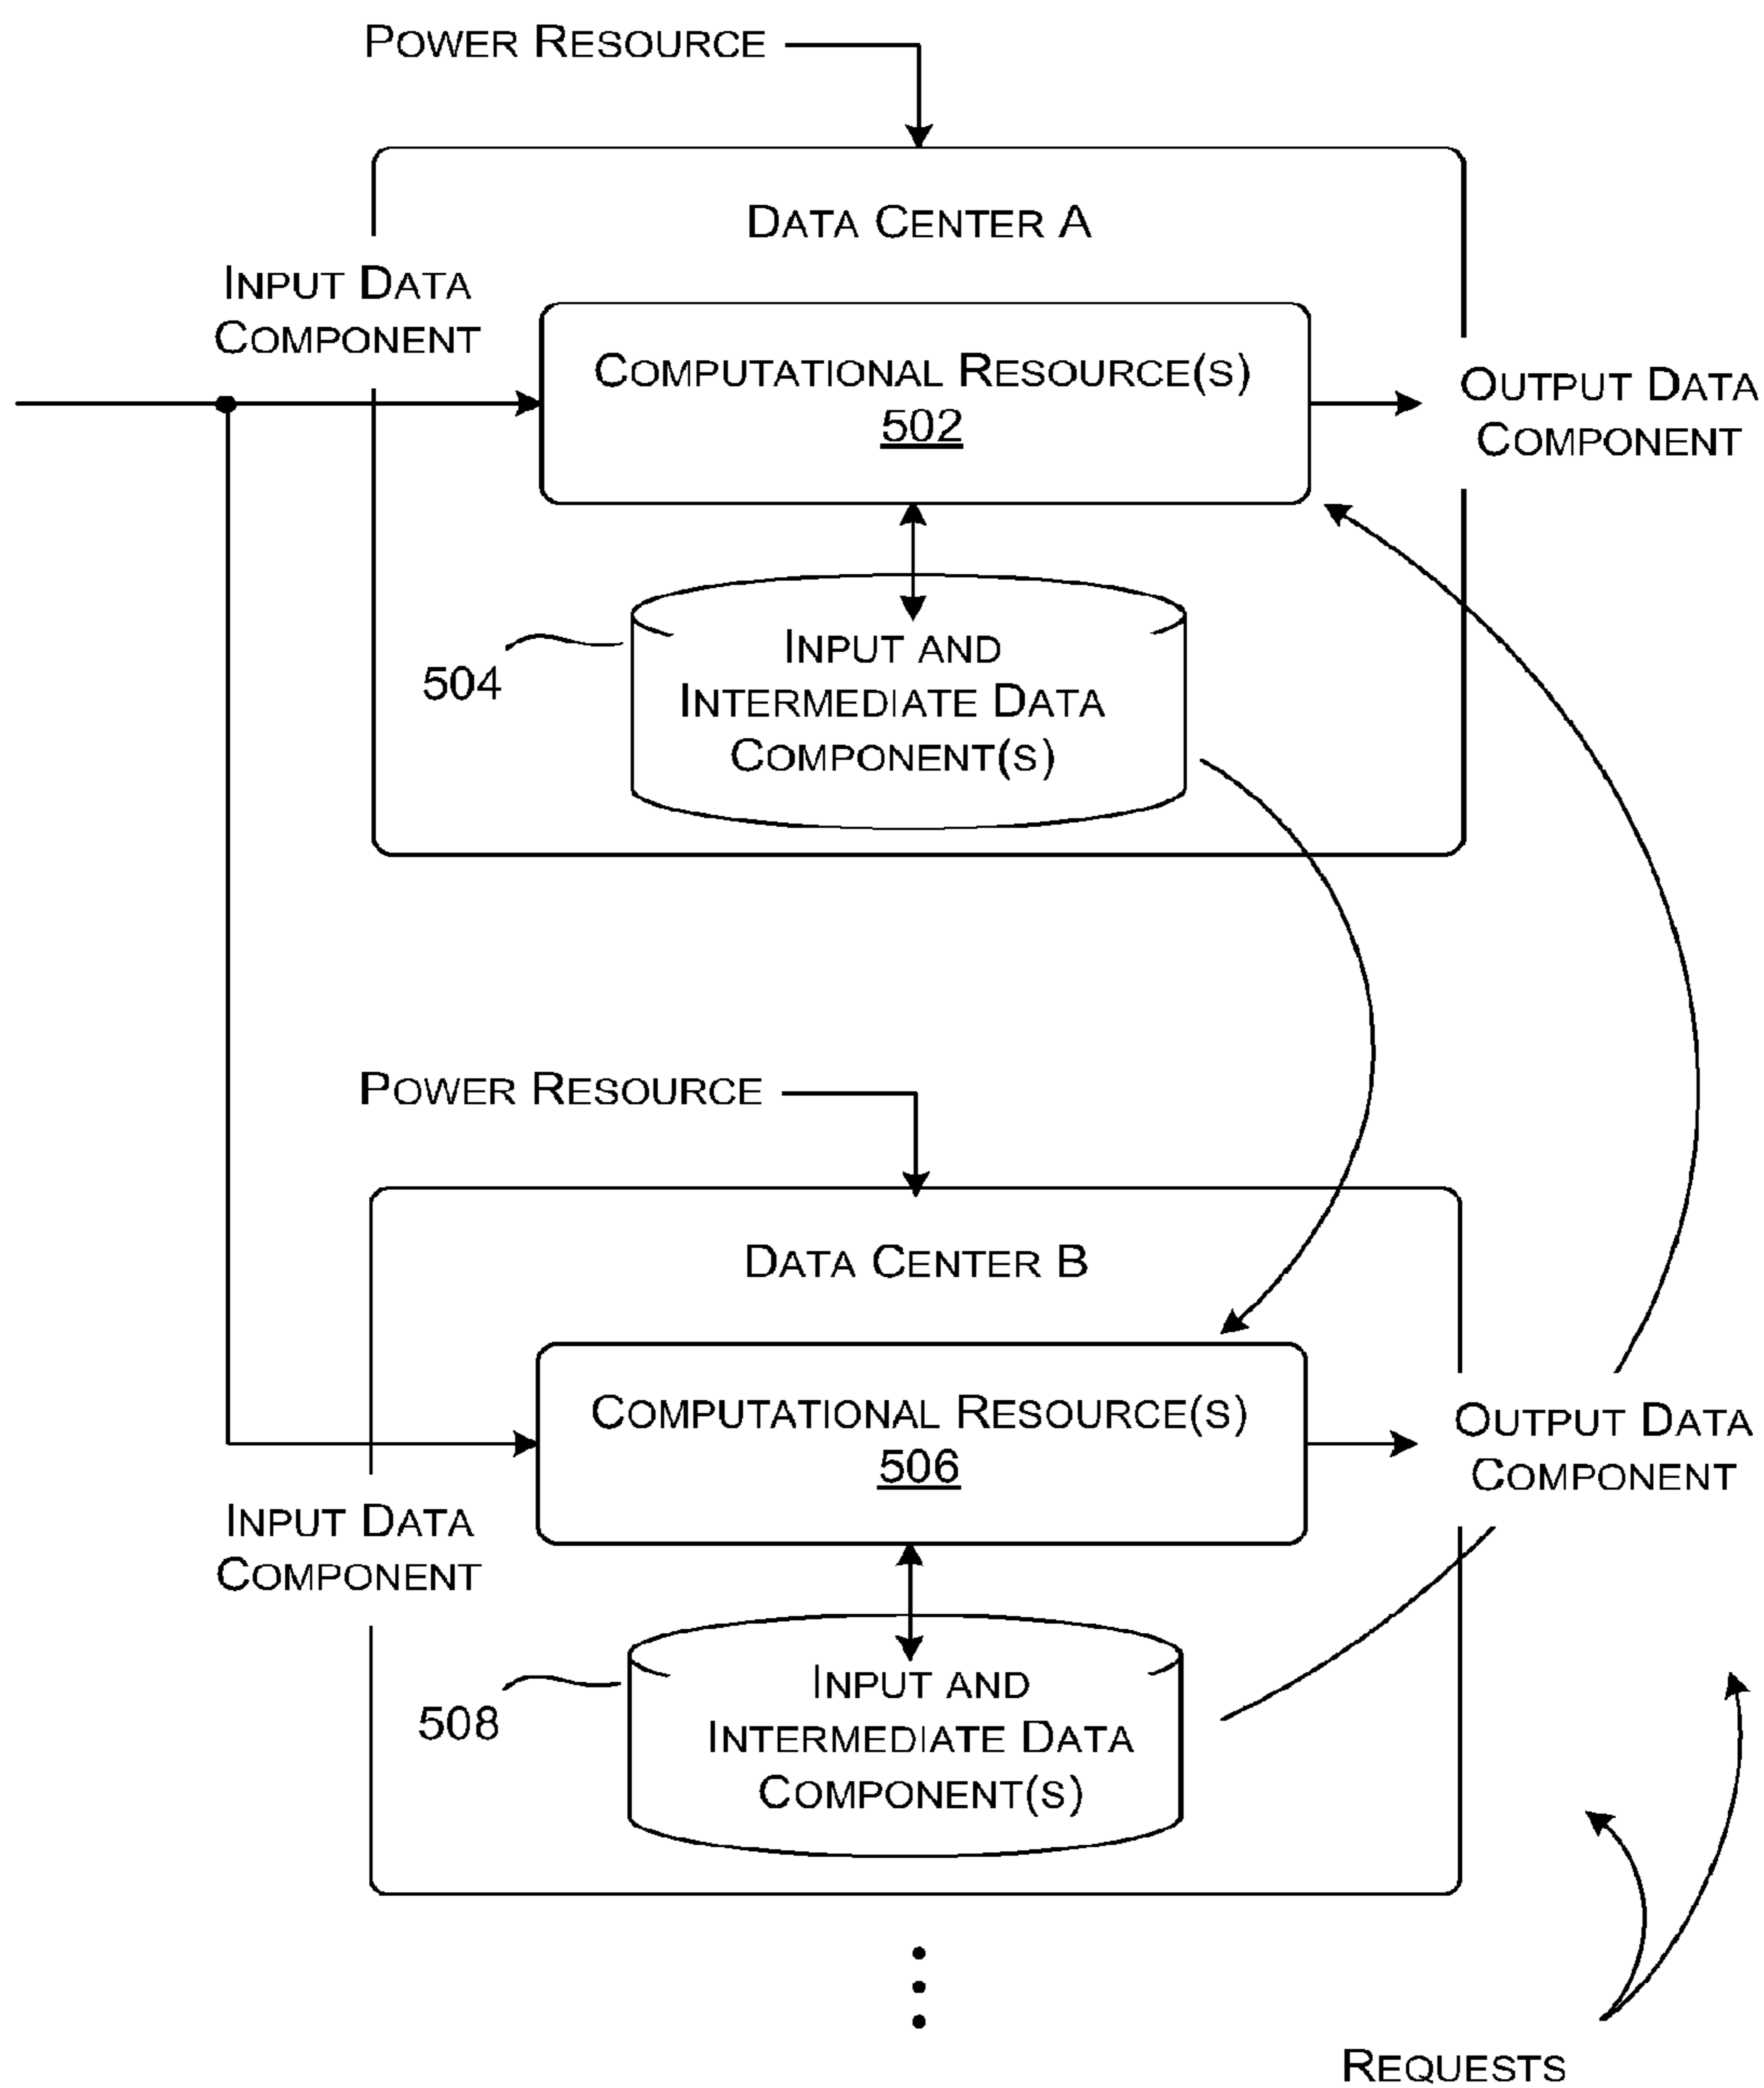 POWER RESOURCE
DATA CENTER A
INPUT DATA
COMPONENT
COMPUTATIONAL RESOURCE(S)
502
OUTPUT DATA
COMPONENT
504
INPUT AND
INTERMEDIATE DATA
COMPONENT(S)
POWER RESOURCE
DATA CENTER B
COMPUTATIONAL RESOURCE(S)
506
OUTPUT DATA
COMPONENT
INPUT DATA
COMPONENT
508
INPUT AND
INTERMEDIATE DATA
COMPONENT(S)
REQUESTS